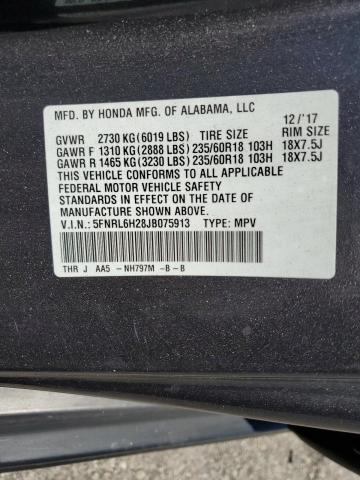 MFD. BY HONDA MFG. OF ALABAMA, LLC
12/'17
GVWR 2730 KG(6019 LBS) TIRE SIZE RIM SIZE
GAWR F 1310 KG(2888 LBS)235/60R18 103H 18X7.5J
GAWR R 1465 KG(3230 LBS)235/60R18 103H 18X7.5J
THIS VEHICLE CONFORMS TO ALL APPLICABLE
FEDERAL MOTOR VEHICLE SAFETY
STANDARDS IN EFFECT ON THE DATE OF
MANUFACTURE SHOWN ABOVE.
V.I.N.:5FNRL6H28JB075913 TYPE: MPV
THR J AA5 -NH797M -B-B